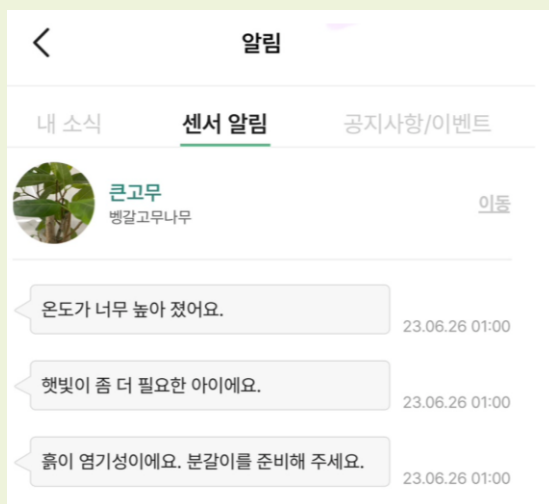 알림
내 소식 센서 알림 공지사항/이벤트
큰고무
벵갈고무나무
이동
온도가 너무 높아 졌어요.
23.06.26 01:00
햇빛이 좀 더 필요한 아이에요.
23.06.26 01:00
흙이 염기성이에요. 분갈이를 준비해 주세요.
23.06.26 01:00